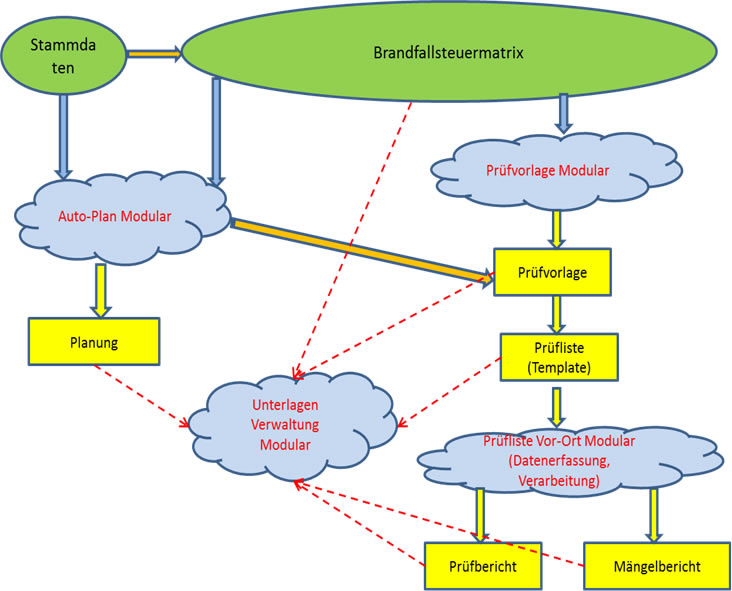 Stammda
ten
Brandfallsteuermatrix
Prüfvorlage Modular
Auto-Plan Modular
Prüfvorlage
Planung
Prüfliste
(Template)
Unterlagen
Verwaltung
Modular
Prüfliste Vor-Ort Modular
(Datenerfassung,
Verarbeitung)
Prüfbericht
Mängelbericht